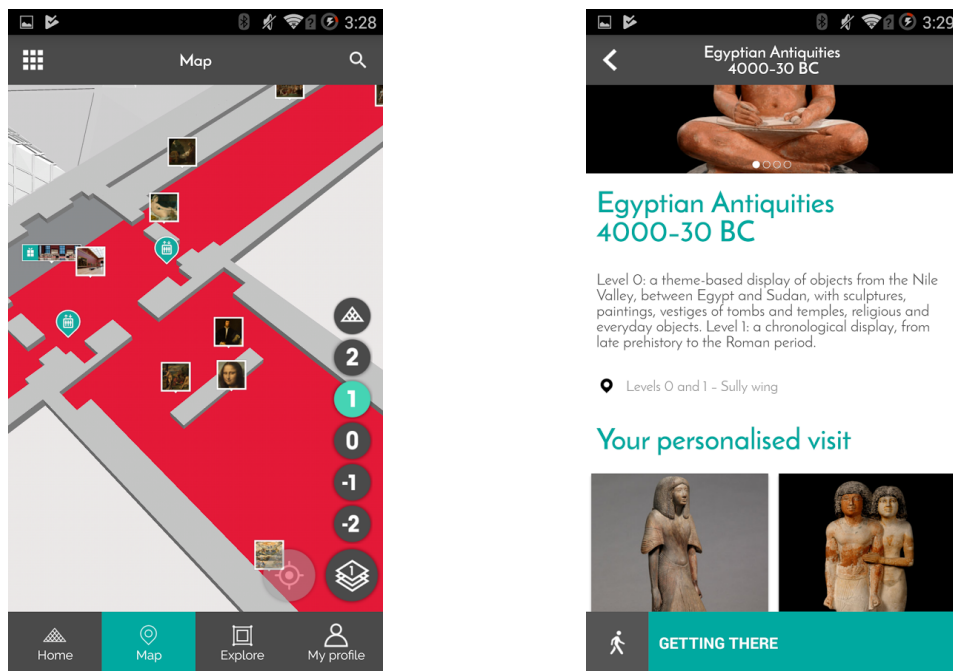 3:28
Map
2
1
0
-1
-2
1
Home
Map
Explore
My profile
3:29
Egyptian Antiquities
4000–30 BC
Egyptian Antiquities
4000–30 BC
Level 0: a theme-based display of objects from the Nile
Valley, between Egypt and Sudan, with sculptures,
paintings, vestiges of tombs and temples, religious and
everyday objects. Level 1: a chronological display, from
late prehistory to the Roman period.
Levels 0 and 1 – Sully wing
Your personalised visit
GETTING THERE